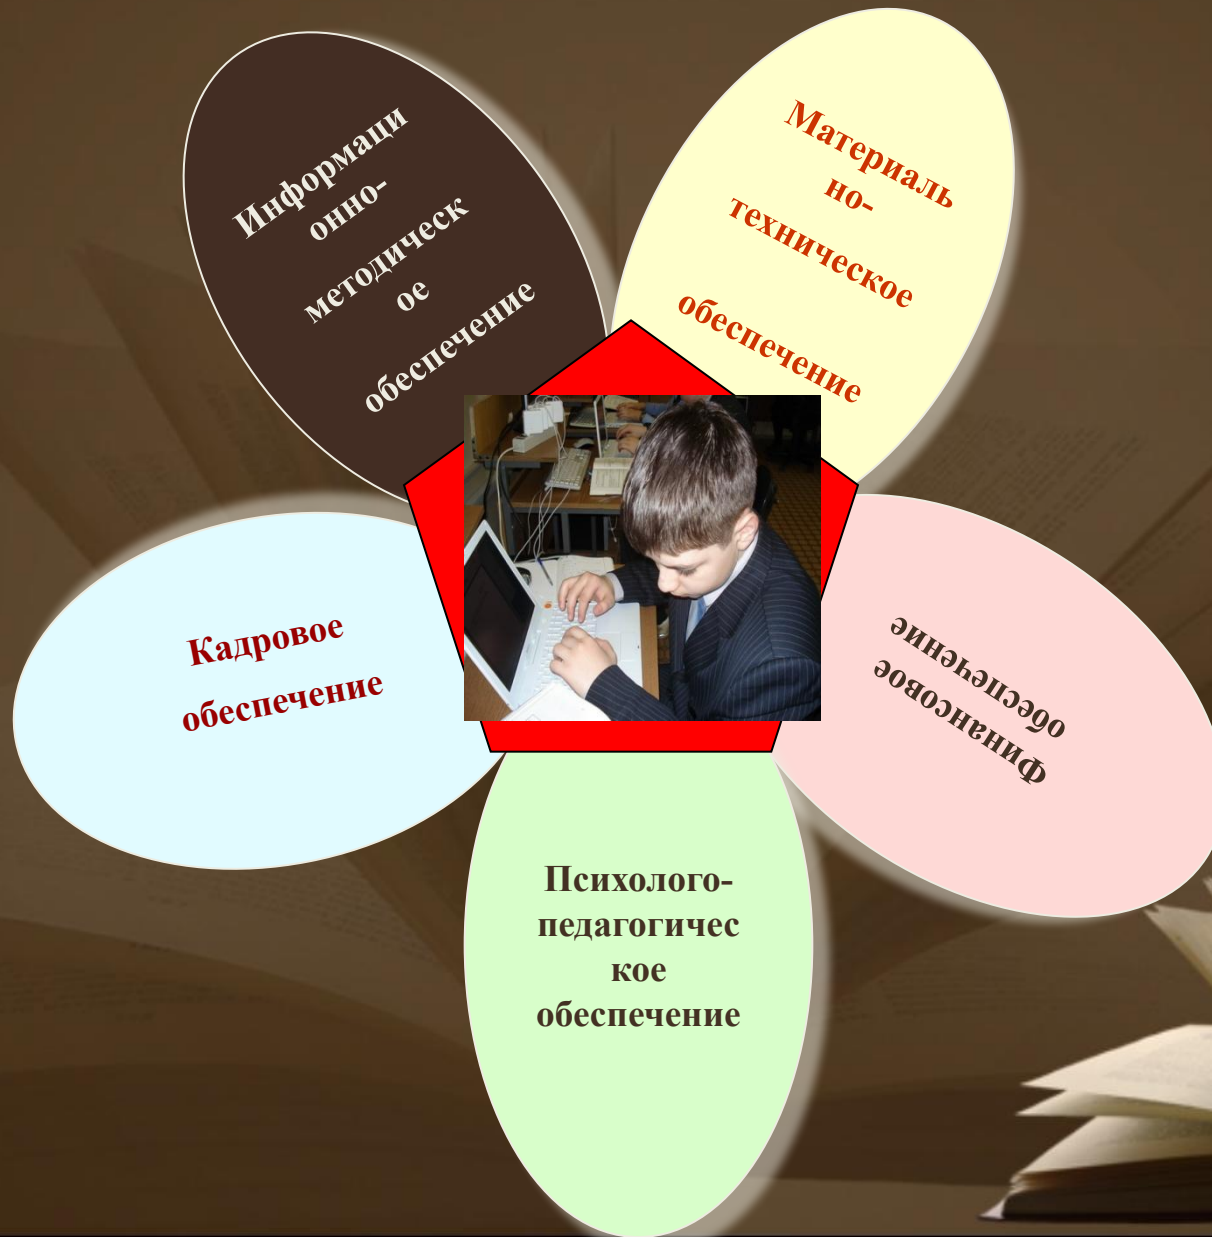 Информаци
онно-
методическ
ое
обеспечение
Материаль
но-
техническое
обеспечение
Кадровое
обеспечение
Финансовое
обеспечение
Психолого-
педагогичес
кое
обеспечение